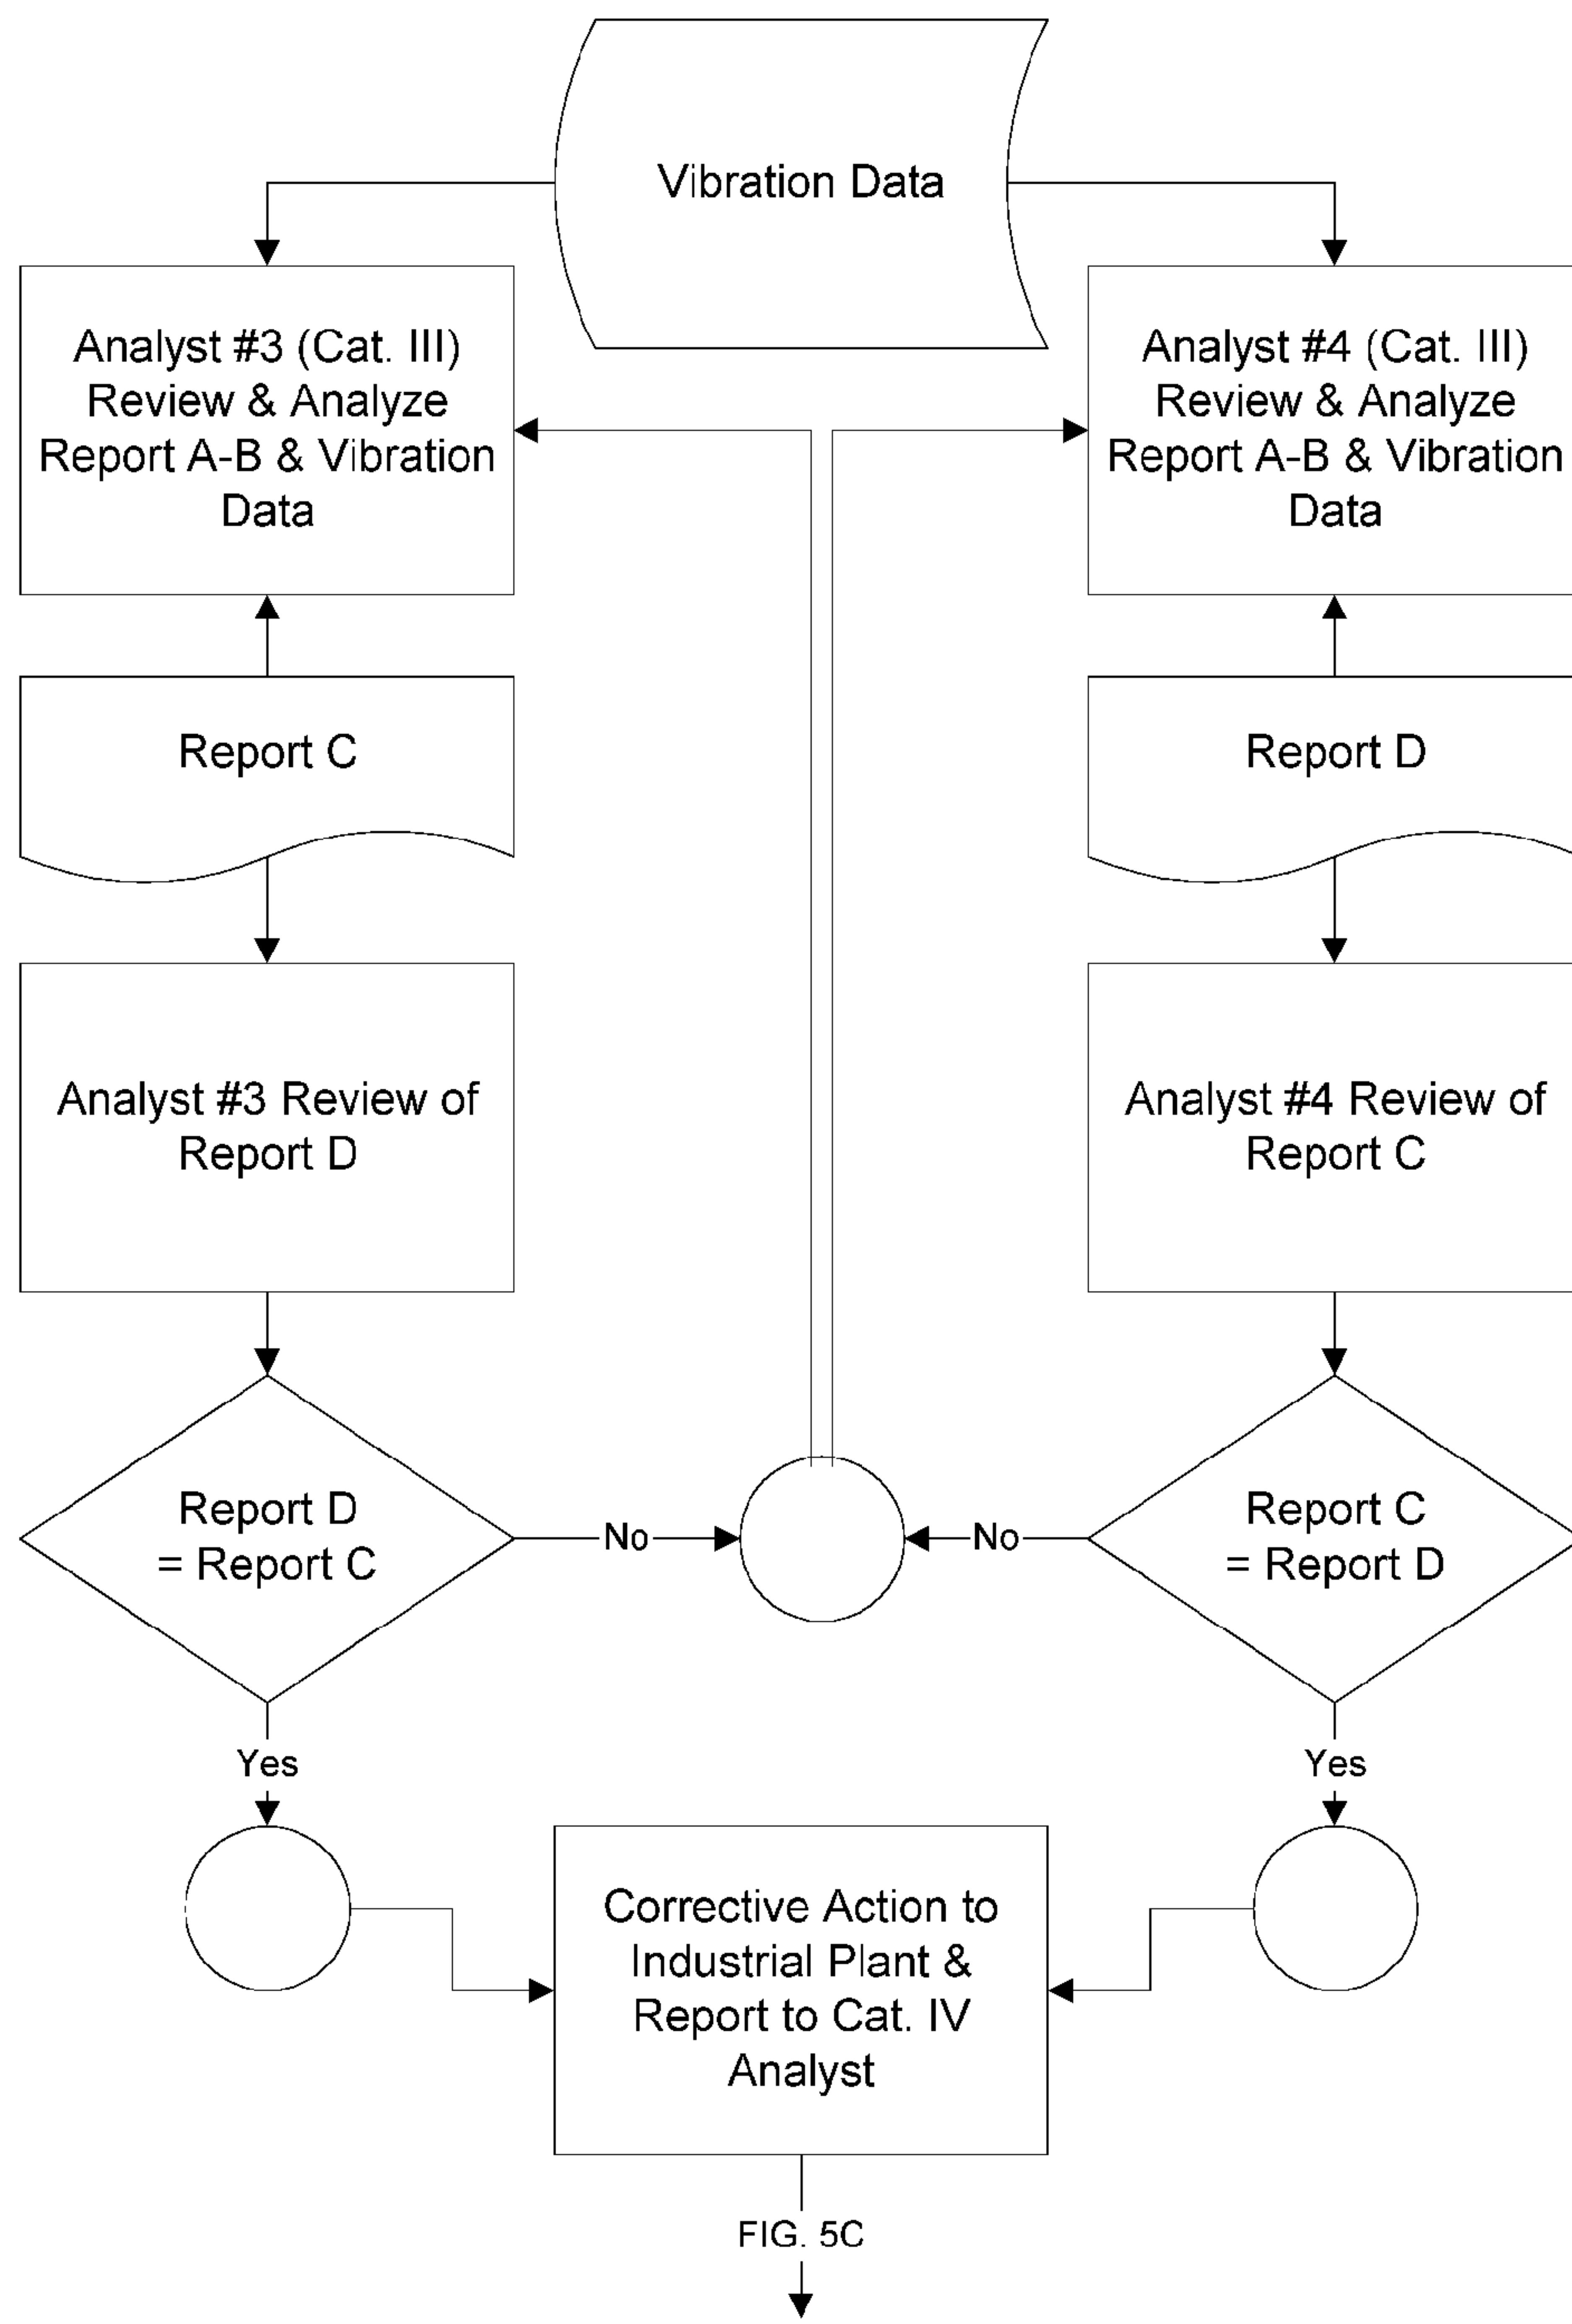 Vibration Data
Analyst #3 (Cat. III)
Review & Analyze
Report A-B & Vibration
Data
Analyst #4 (Cat. III)
Review & Analyze
Report A-B & Vibration
Data
Report C
Report D
Analyst #3 Review of
Report D
Analyst #4 Review of
Report C
Report D
= Report C
No
No
Report C
= Report D
Yes
Yes
Corrective Action to
Industrial Plant &
Report to Cat. IV
Analyst
FIG. 5C